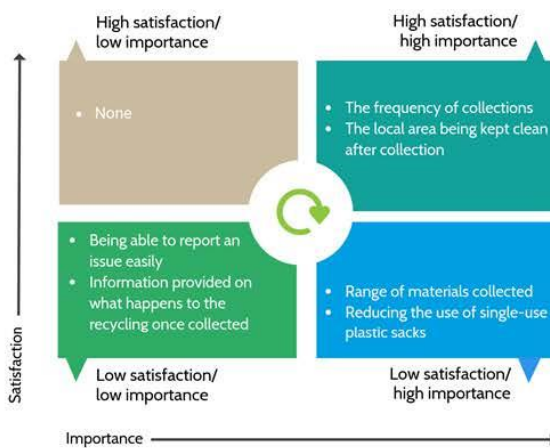 High satisfaction/
low importance
High satisfaction/
high importance
• None
• The frequency of collections
• The local area being kept clean
after collection
• Being able to report an
issue easily
• Information provided on
what happens to the
recycling once collected
• Range of materials collected
• Reducing the use of single-use
plastic sacks
Low satisfaction/
low importance
Low satisfaction/
high importance
Satisfaction
Importance